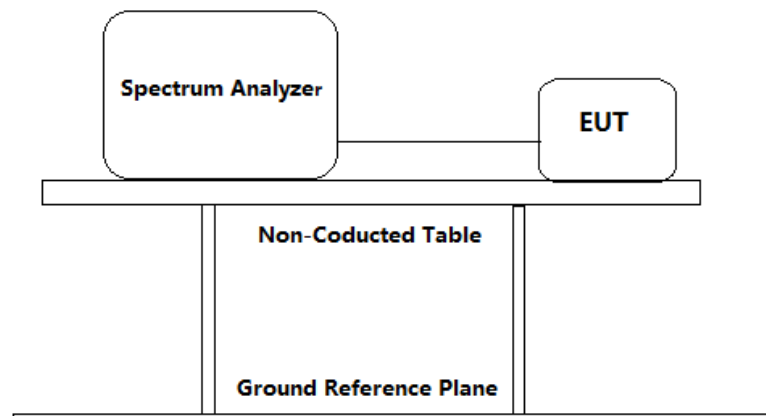 Spectrum Analyzer
EUT
Non-Coducted Table
Ground Reference Plane